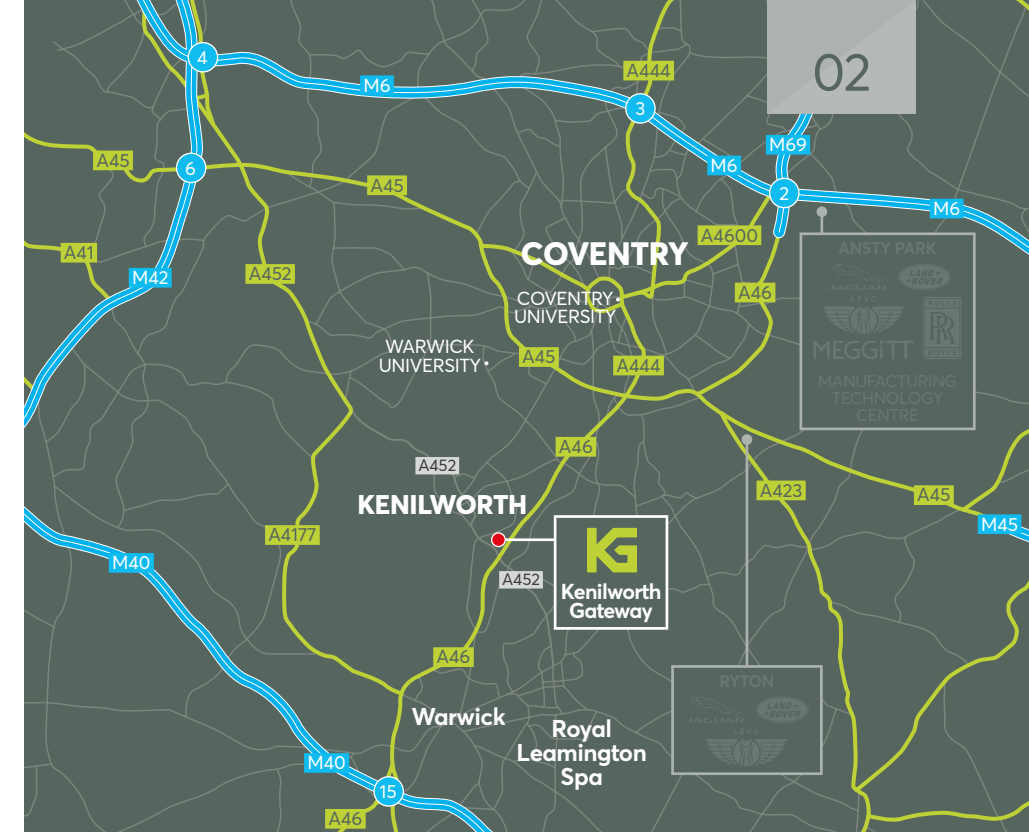 02
4
M6
A444
3
M69
M6
2
M6
A45
6
A45
A4600
ANSTY PARK
JAGUAR
LAND-
-ROVER
LEVC
ROLLS
RR
ROYCE
MEGGiTT
MANUFACTURING
TECHNOLOGY
CENTRE
A41
M42
A452
COVENTRY
COVENTRY
UNIVERSITY
A46
WARWICK
UNIVERSITY
A45
A444
A452
A46
KENILWORTH
A423
A45
M45
A4177
M40
A452
KG
Kenilworth
Gateway
A46
Warwick
Royal
Leamington
Spa
RYTON
JAGUAR
LAND-
-ROVER
LEVC
M40
15
A46